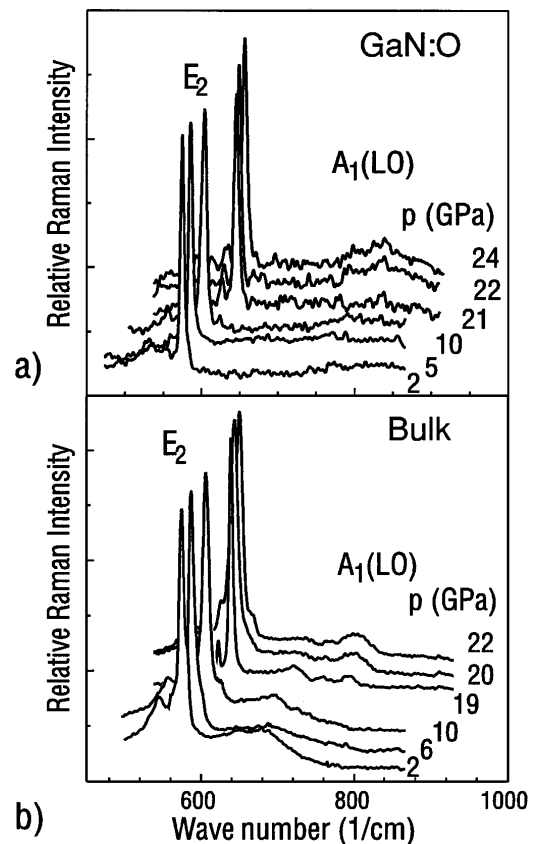 GaN:O
E2
A1(LO)
p (GPa)
24
22
21
10
5
2
Relative Raman Intensity
a)
Bulk
E2
A1(LO)
p (GPa)
22
20
19
10
6
2
Relative Raman Intensity
b)
600 800 1000
Wave number (1/cm)